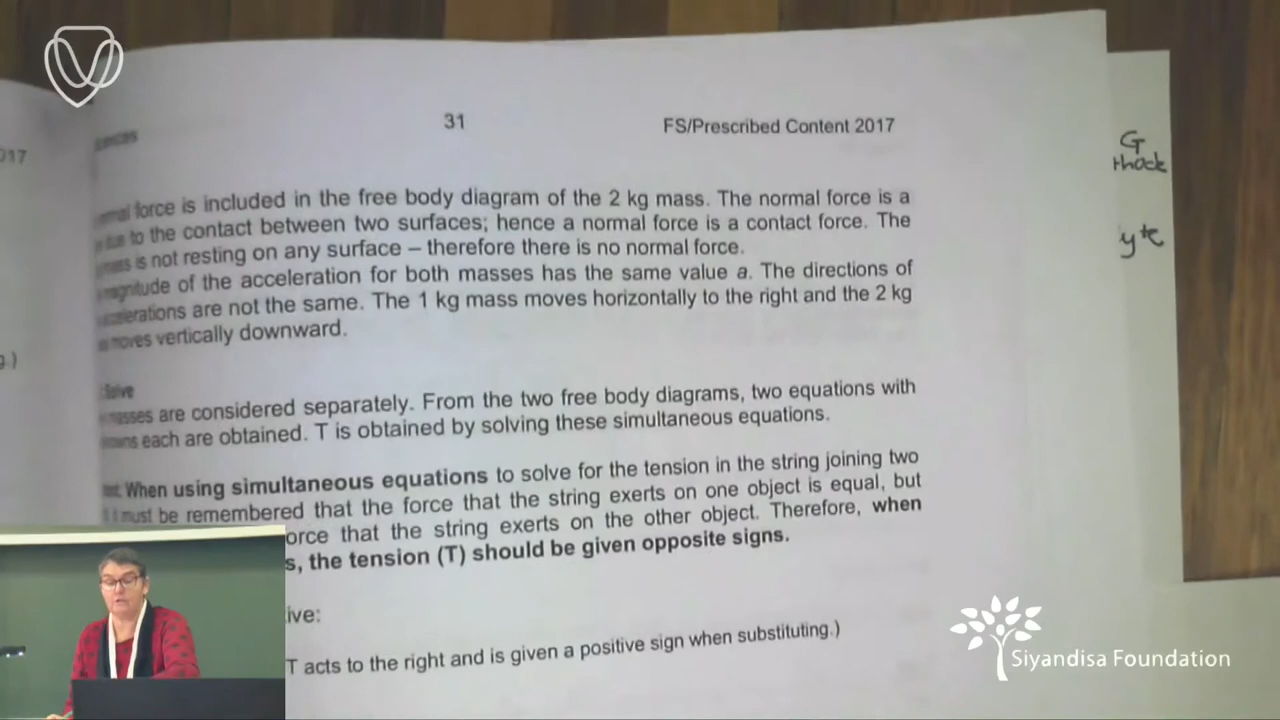 31
FS/Prescribed Content 2017
force is included in the free body diagram of the 2 kg mass. The normal force is a
to the contact between two surfaces; hence a normal force is a contact force. The
is not resting on any surface – therefore there is no normal force.
magnitude of the acceleration for both masses has the same value a. The directions of
accelerations are not the same. The 1 kg mass moves horizontally to the right and the 2 kg
moves vertically downward.
Solve
masses are considered separately. From the two free body diagrams, two equations with
each are obtained. T is obtained by solving these simultaneous equations.
When using simultaneous equations to solve for the tension in the string joining two
must be remembered that the force that the string exerts on one object is equal, but
orce that the string exerts on the other object. Therefore, when
s, the tension (T) should be given opposite signs.
ive:
T acts to the right and is given a positive sign when substituting.)
017
g.)
G
yte
Siyandisa Foundation